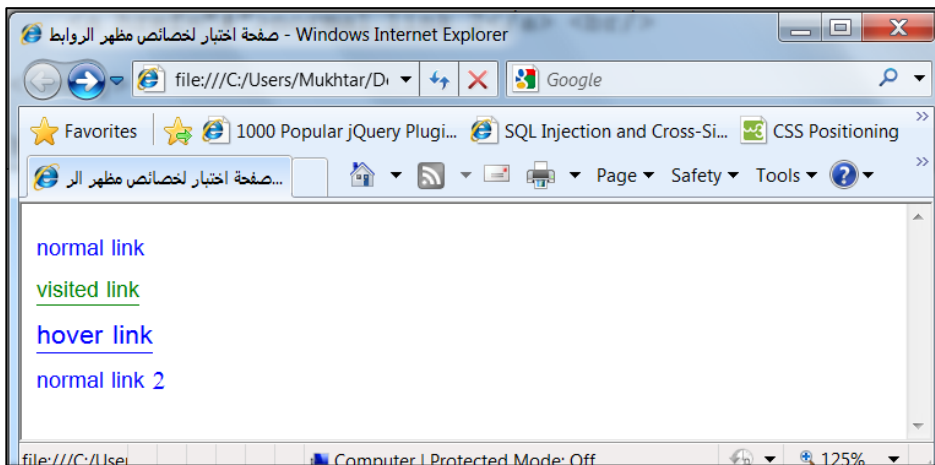 صفحة اختبار لخصائص مظهر الروابط - Windows Internet Explorer
file:///C:/Users/Mukhtar/D
Google
Favorites 1000 Popular jQuery Plugi... SQL Injection and Cross-Si... CSS Positioning
صفحة اختبار لخصائص مظهر الر... Page Safety Tools
normal link
visited link
hover link
normal link 2
file:///C:/User Computer | Protected Mode: Off 125%